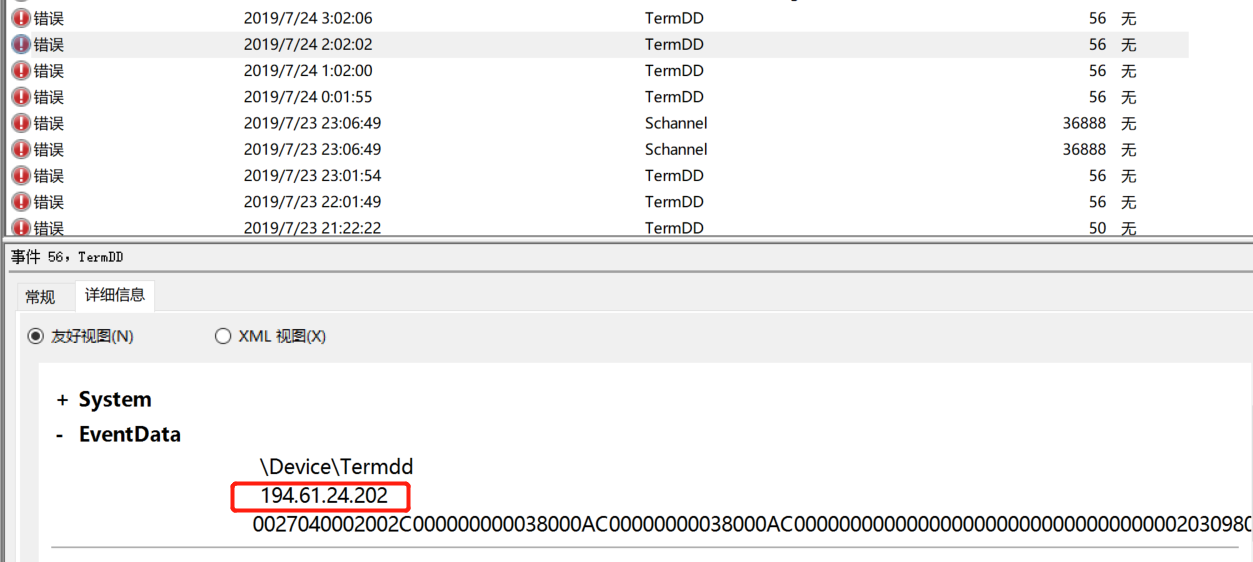 错误 2019/7/24 3:02:06 TermDD 56 无
错误 2019/7/24 2:02:02 TermDD 56 无
错误 2019/7/24 1:02:00 TermDD 56 无
错误 2019/7/24 0:01:55 TermDD 56 无
错误 2019/7/23 23:06:49 Schannel 36888 无
错误 2019/7/23 23:06:49 Schannel 36888 无
错误 2019/7/23 23:01:54 TermDD 56 无
错误 2019/7/23 22:01:49 TermDD 56 无
错误 2019/7/23 21:22:22 TermDD 50 无
事件 56，TermDD
常规 详细信息
友好视图(N) XML 视图(X)
+ System
- EventData
\Device\Termdd
194.61.24.202